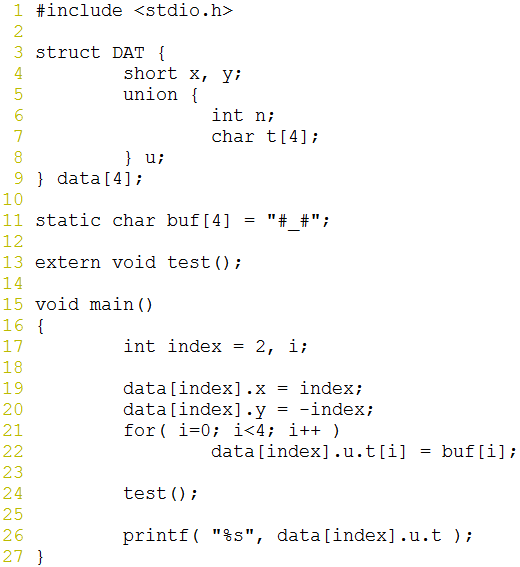 1 #include <stdio.h>
2
3 struct DAT {
4         short x, y;
5         union {
6                 int n;
7                 char t[4];
8         } u;
9 } data[4];
10
11 static char buf[4] = "#_#";
12
13 extern void test();
14
15 void main()
16 {
17         int index = 2, i;
18
19         data[index].x = index;
20         data[index].y = -index;
21         for( i=0; i<4; i++ )
22                 data[index].u.t[i] = buf[i];
23
24         test();
25
26         printf( "%s", data[index].u.t );
27 }